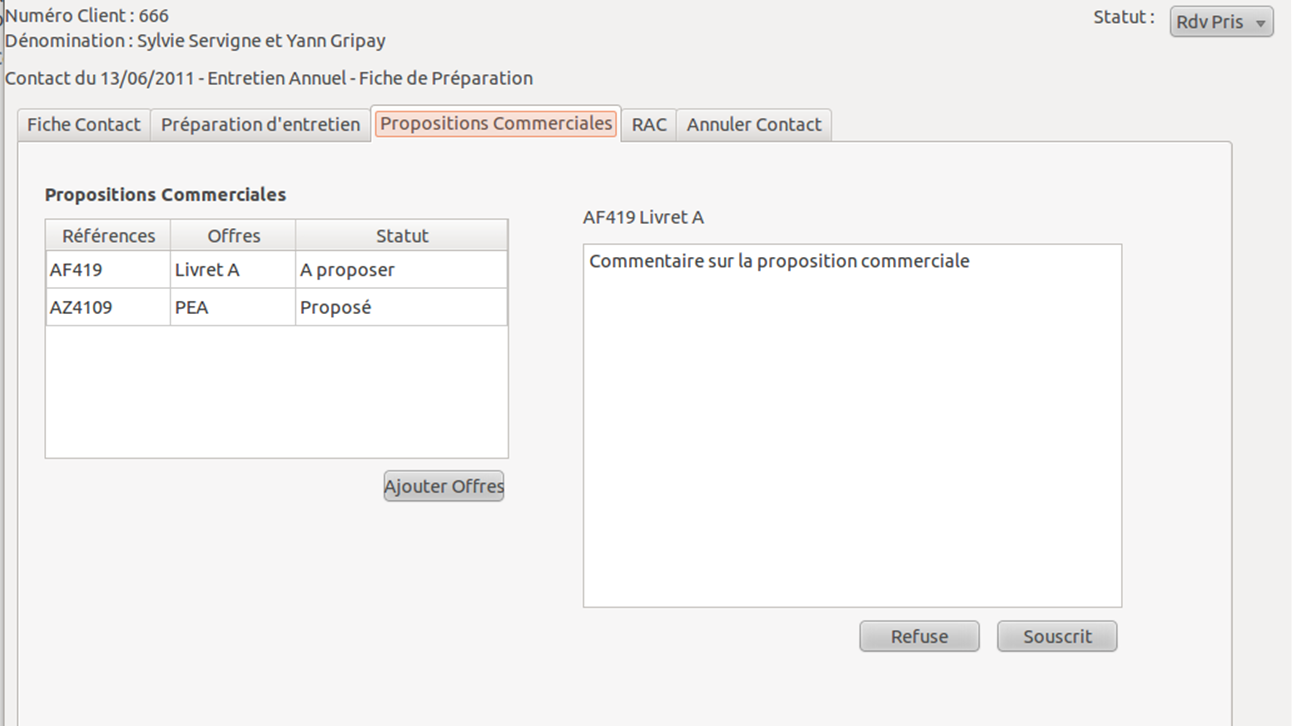 Numéro Client : 666
Statut :
Rdv Pris
Dénomination : Sylvie Servigne et Yann Gripay
Contact du 13/06/2011 - Entretien Annuel - Fiche de Préparation
Fiche Contact Préparation d'entretien Propositions Commerciales RAC Annuler Contact
Propositions Commerciales
Références Offres Statut
AF419 Livret A A proposer
AZ4109 PEA Proposé
Ajouter Offres
AF419 Livret A
Commentaire sur la proposition commerciale
Refuse Souscrit